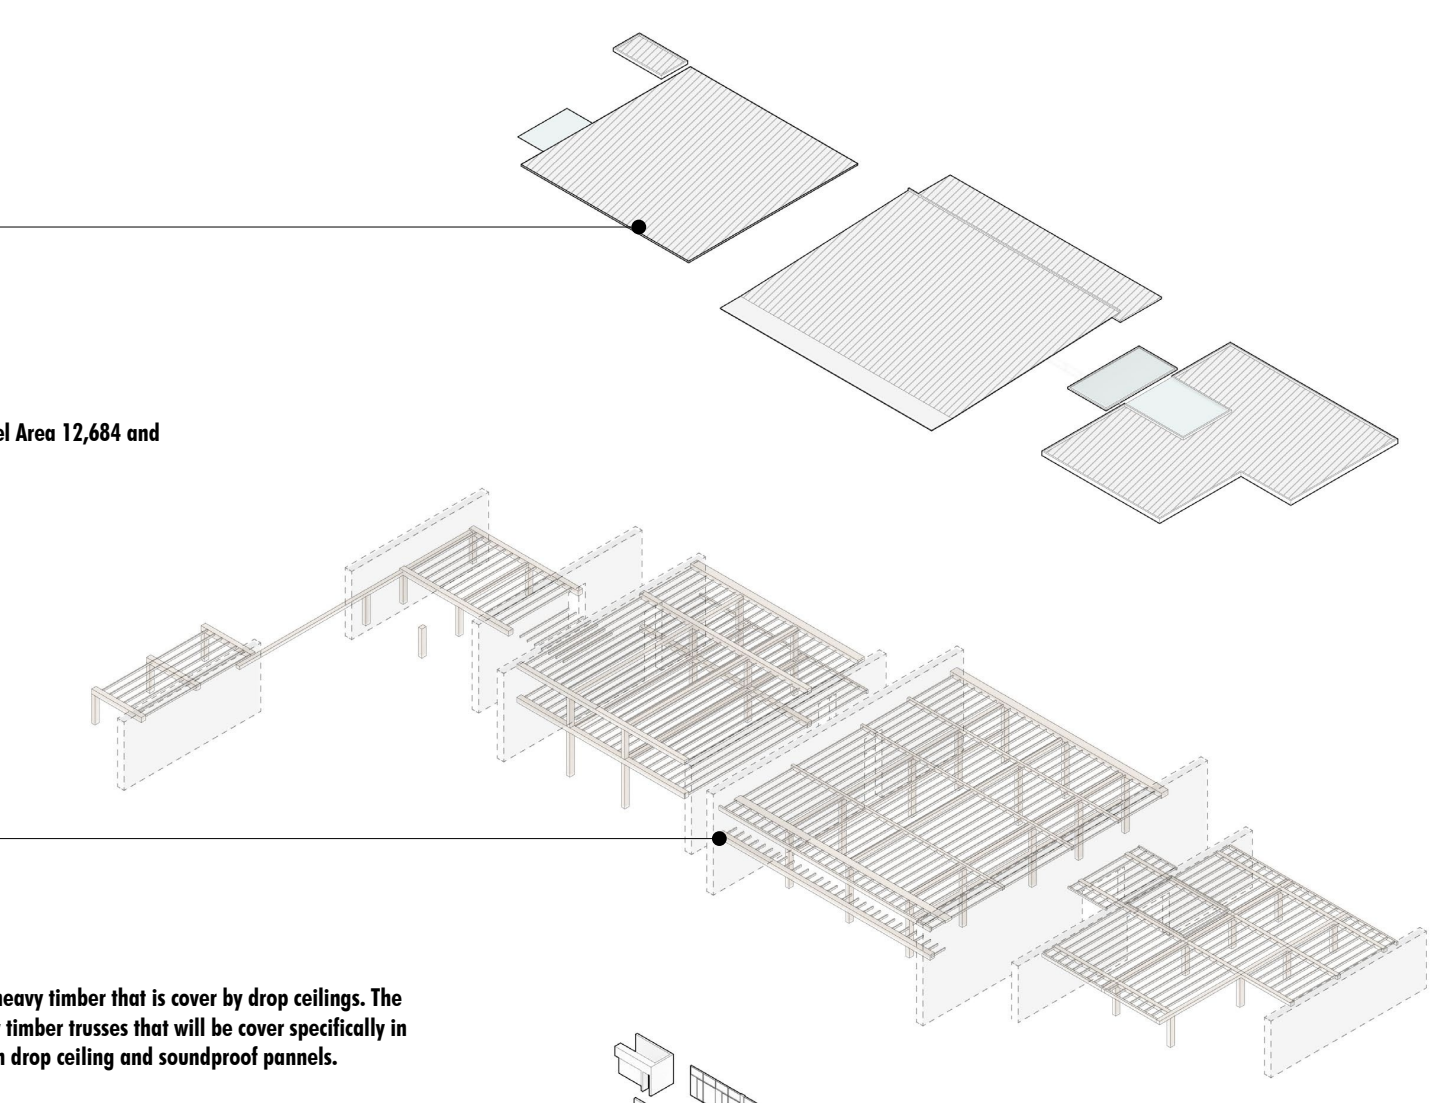 el Area 12,684 and
heavy timber that is cover by drop ceilings. The
timber trusses that will be cover specifically in
drop ceiling and soundproof pannels.